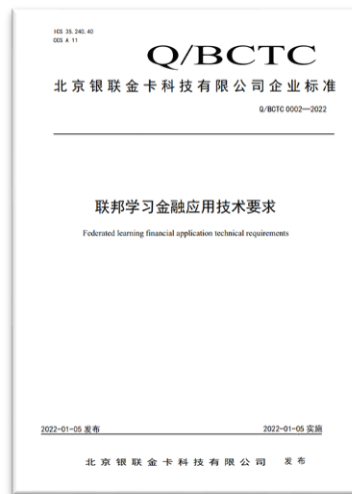 ICS 35.240.40
CCS A 11
Q/BCTC
北京银联金卡科技有限公司企业标准
Q/BCTC 0002—2022
联邦学习金融应用技术要求
Federated learning financial application technical requirements
2022-01-05 发布
2022-01-05 实施
北京银联金卡科技有限公司 发布